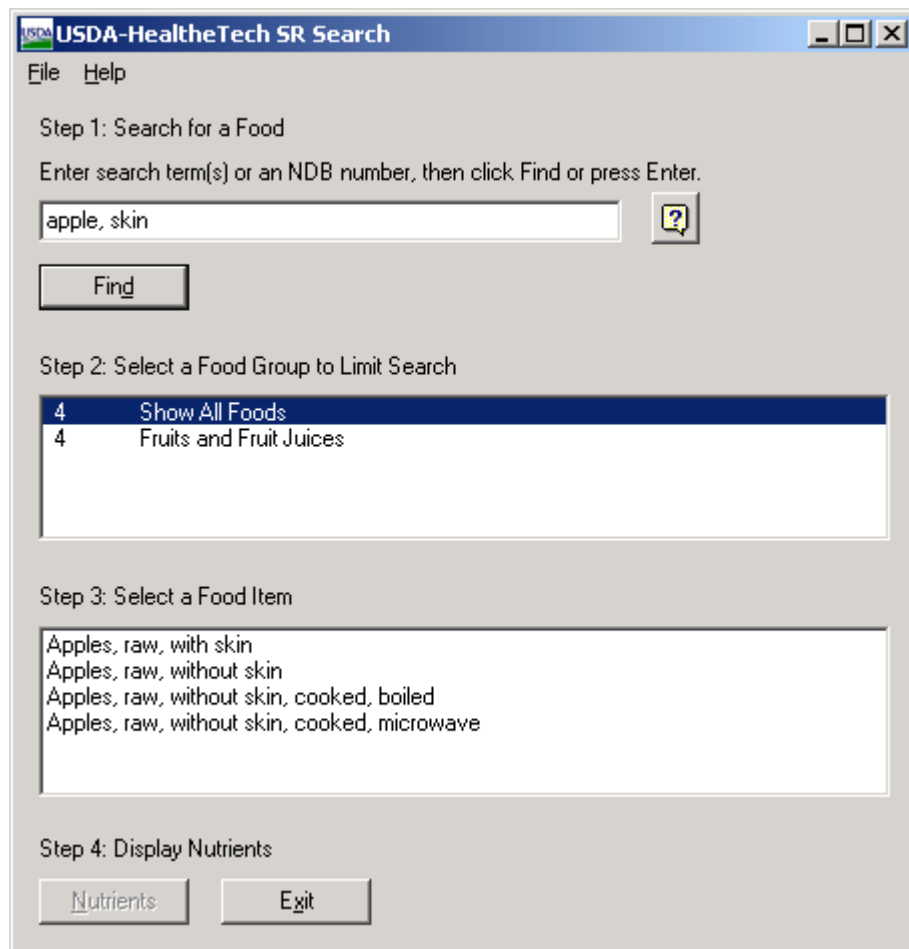 USDA USDA-HealtheTech SR Search
File Help
Step 1: Search for a Food
Enter search term(s) or an NDB number, then click Find or press Enter.
apple, skin
?
Find
Step 2: Select a Food Group to Limit Search
4 Show All Foods
4 Fruits and Fruit Juices
Step 3: Select a Food Item
Apples, raw, with skin
Apples, raw, without skin
Apples, raw, without skin, cooked, boiled
Apples, raw, without skin, cooked, microwave
Step 4: Display Nutrients
Nutrients Exit